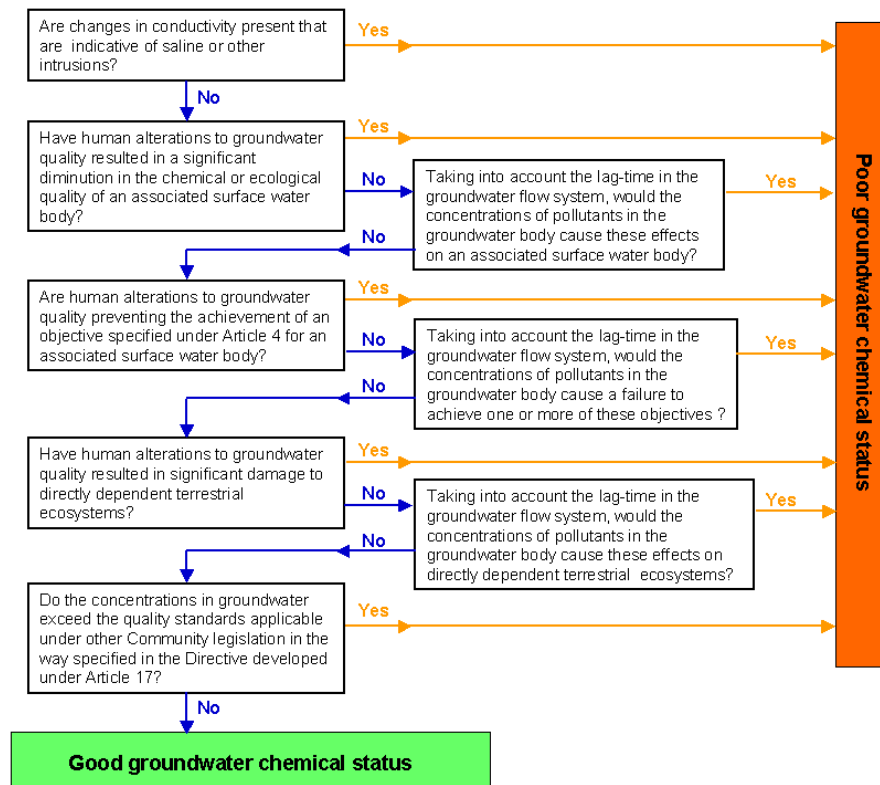 Are changes in conductivity present that
are indicative of saline or other
intrusions?
Yes
No
Have human alterations to groundwater
quality resulted in a significant
diminution in the chemical or ecological
quality of an associated surface water
body?
Yes
No
Taking into account the lag-time in the
groundwater flow system, would the
concentrations of pollutants in the
groundwater body cause these effects
on an associated surface water body?
Yes
No
Are human alterations to groundwater
quality preventing the achievement of an
objective specified under Article 4 for an
associated surface water body?
Yes
No
Taking into account the lag-time in the
groundwater flow system, would the
concentrations of pollutants in the
groundwater body cause a failure to
achieve one or more of these objectives ?
Yes
No
Have human alterations to groundwater
quality resulted in significant damage to
directly dependent terrestrial
ecosystems?
Yes
No
Taking into account the lag-time in the
groundwater flow system, would the
concentrations of pollutants in the
groundwater body cause these effects on
directly dependent terrestrial ecosystems?
Yes
No
Do the concentrations in groundwater
exceed the quality standards applicable
under other Community legislation in the
way specified in the Directive developed
under Article 17?
Yes
No
Good groundwater chemical status
Poor groundwater chemical status